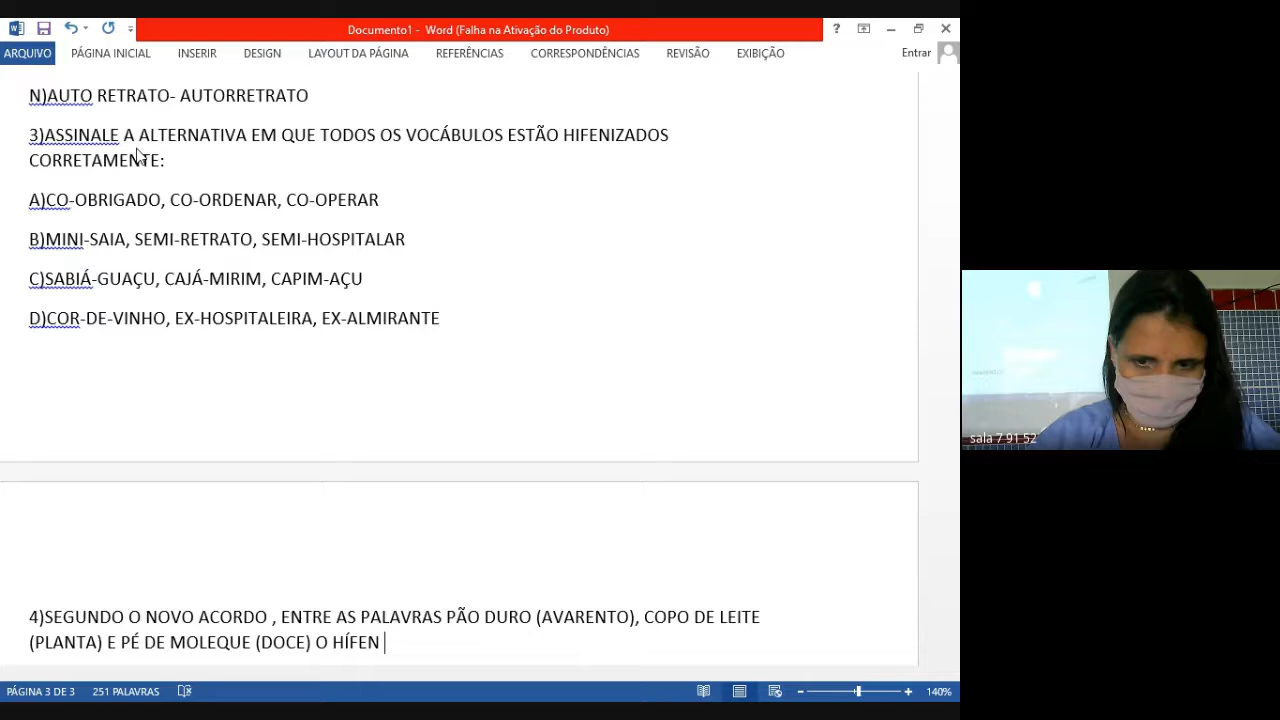 Documento1 - Word (Falha na Ativação do Produto)
ARQUIVO PÁGINA INICIAL INSERIR DESIGN LAYOUT DA PÁGINA REFERÊNCIAS CORRESPONDÊNCIAS REVISÃO EXIBIÇÃO Entrar
N)AUTO RETRATO- AUTORRETRATO
3)ASSINALE A ALTERNATIVA EM QUE TODOS OS VOCÁBULOS ESTÃO HIFENIZADOS
CORRETAMENTE:
A)CO-OBRIGADO, CO-ORDENAR, CO-OPERAR
B)MINI-SAIA, SEMI-RETRATO, SEMI-HOSPITALAR
C)SABIÁ-GUAÇU, CAJÁ-MIRIM, CAPIM-AÇU
D)COR-DE-VINHO, EX-HOSPITALEIRA, EX-ALMIRANTE
sala 7 91 52
4)SEGUNDO O NOVO ACORDO , ENTRE AS PALAVRAS PÃO DURO (AVARENTO), COPO DE LEITE
(PLANTA) E PÉ DE MOLEQUE (DOCE) O HÍFEN
PÁGINA 3 DE 3 251 PALAVRAS 140%